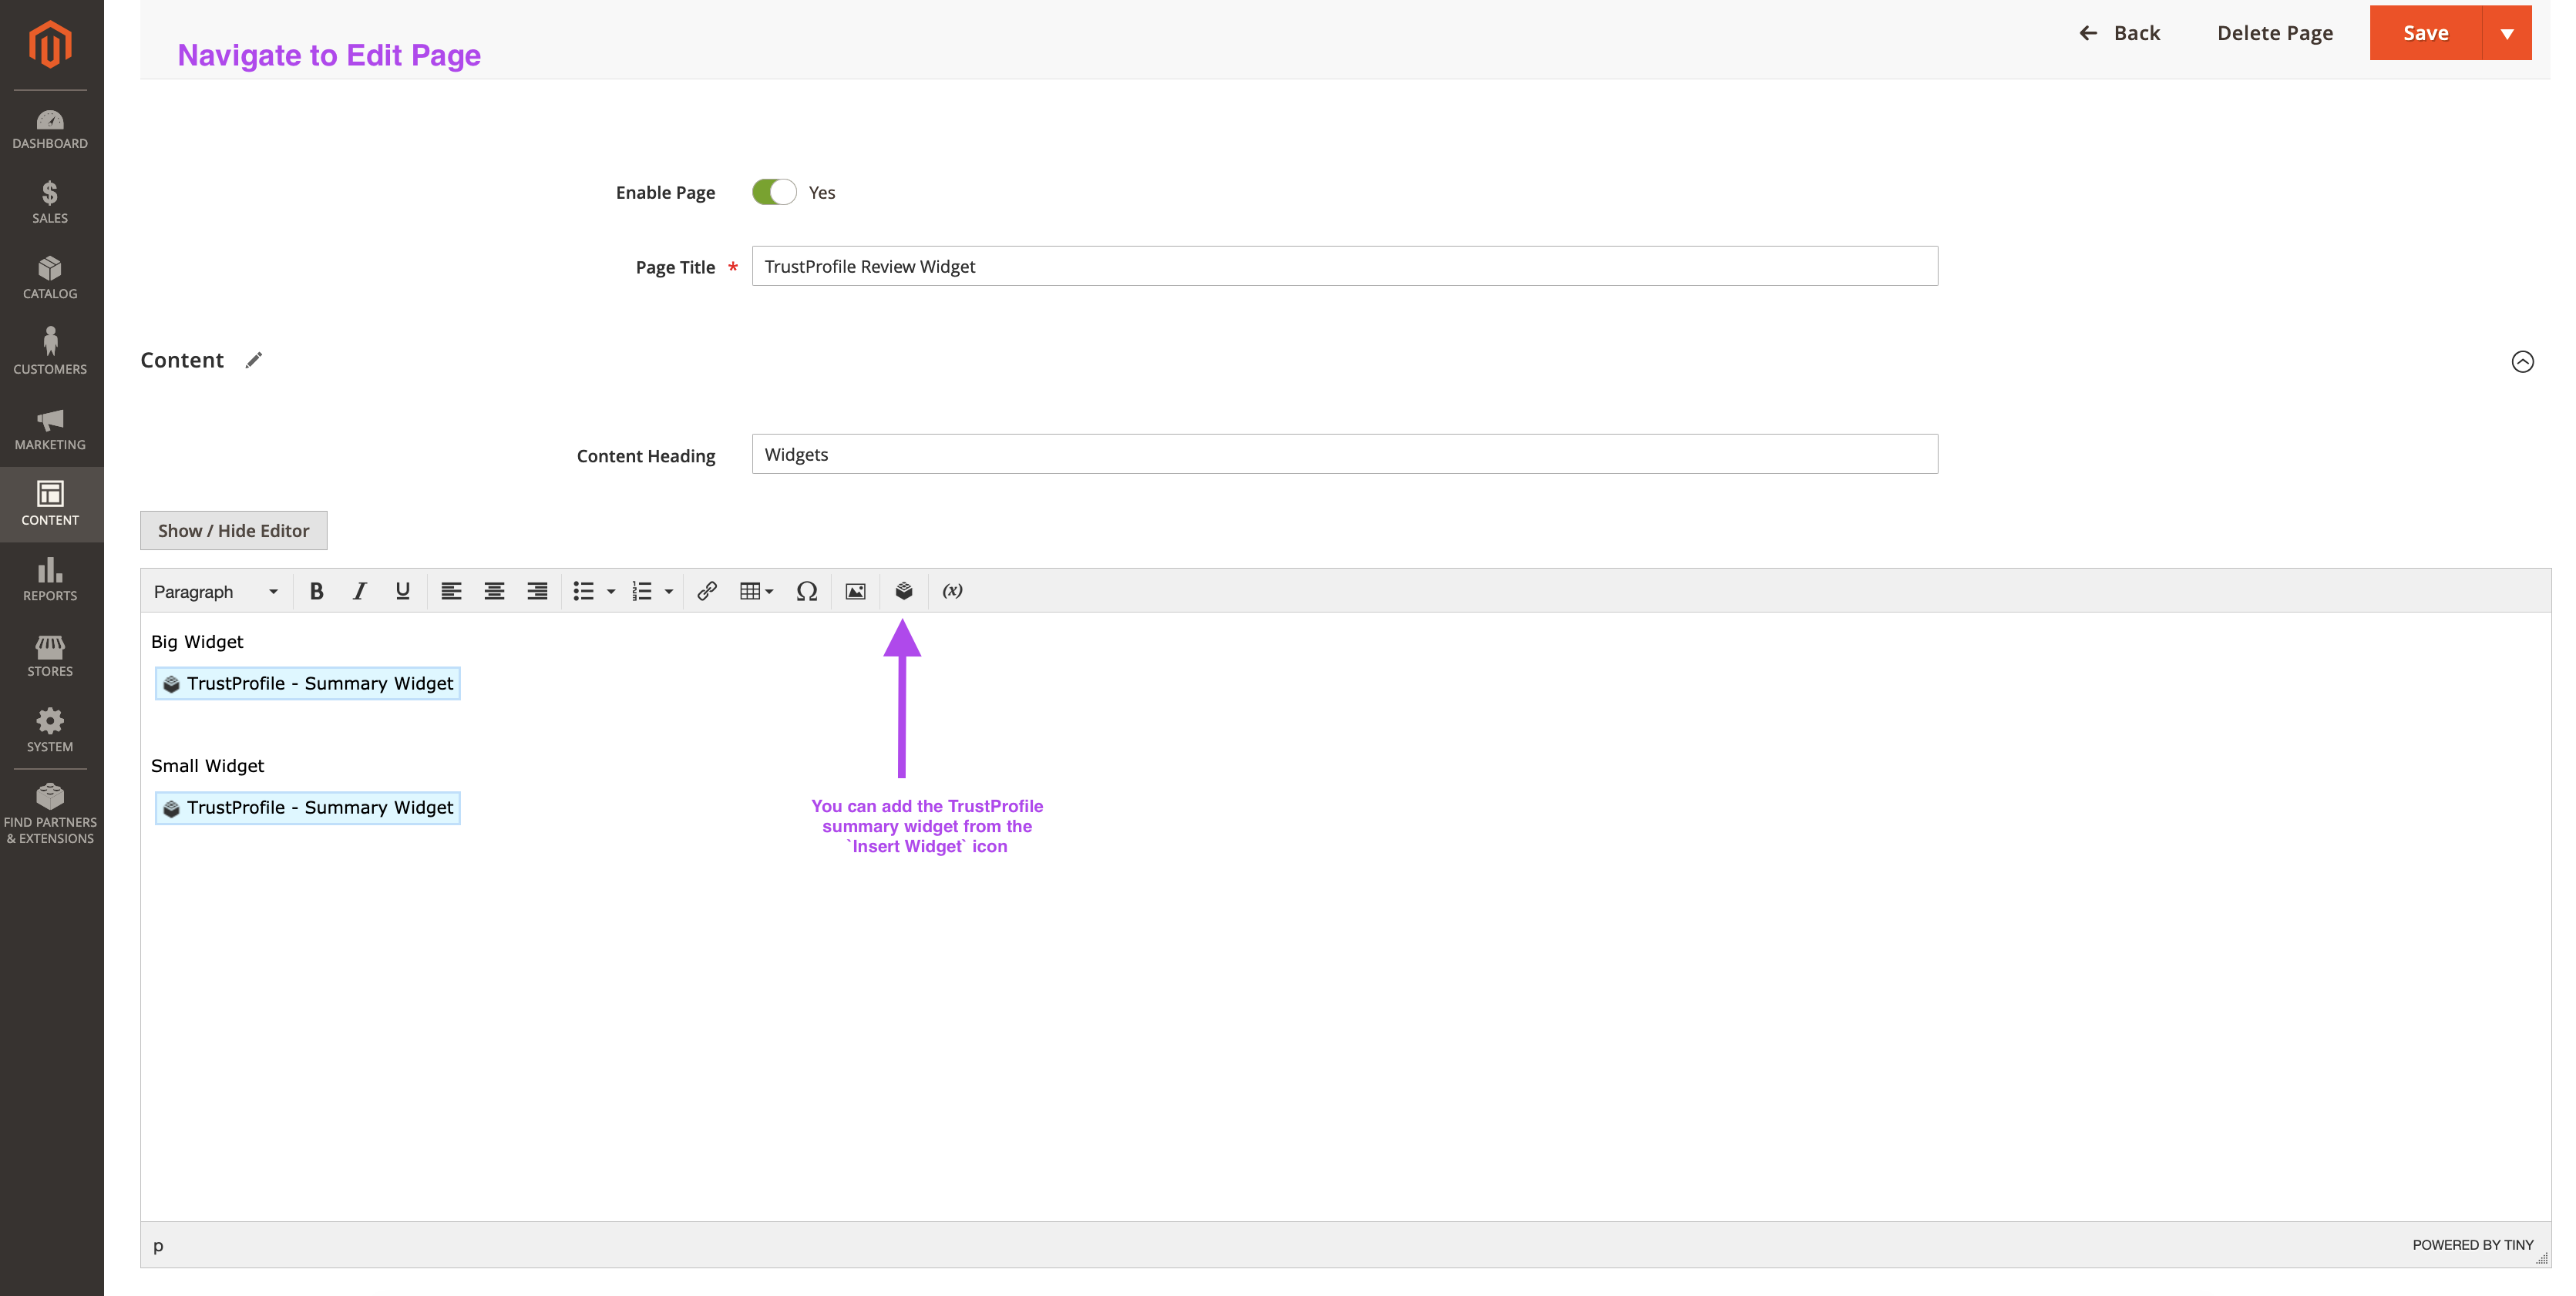 Navigate to Edit Page
Back
Delete Page
Save
DASHBOARD
SALES
CATALOG
CUSTOMERS
MARKETING
CONTENT
REPORTS
STORES
SYSTEM
FIND PARTNERS
& EXTENSIONS
Enable Page
Yes
Page Title *
TrustProfile Review Widget
Content
Content Heading
Widgets
Show / Hide Editor
Paragraph B I U Ω (x)
Big Widget
TrustProfile - Summary Widget
Small Widget
TrustProfile - Summary Widget
You can add the TrustProfile
summary widget from the
`Insert Widget` icon
p
POWERED BY TINY